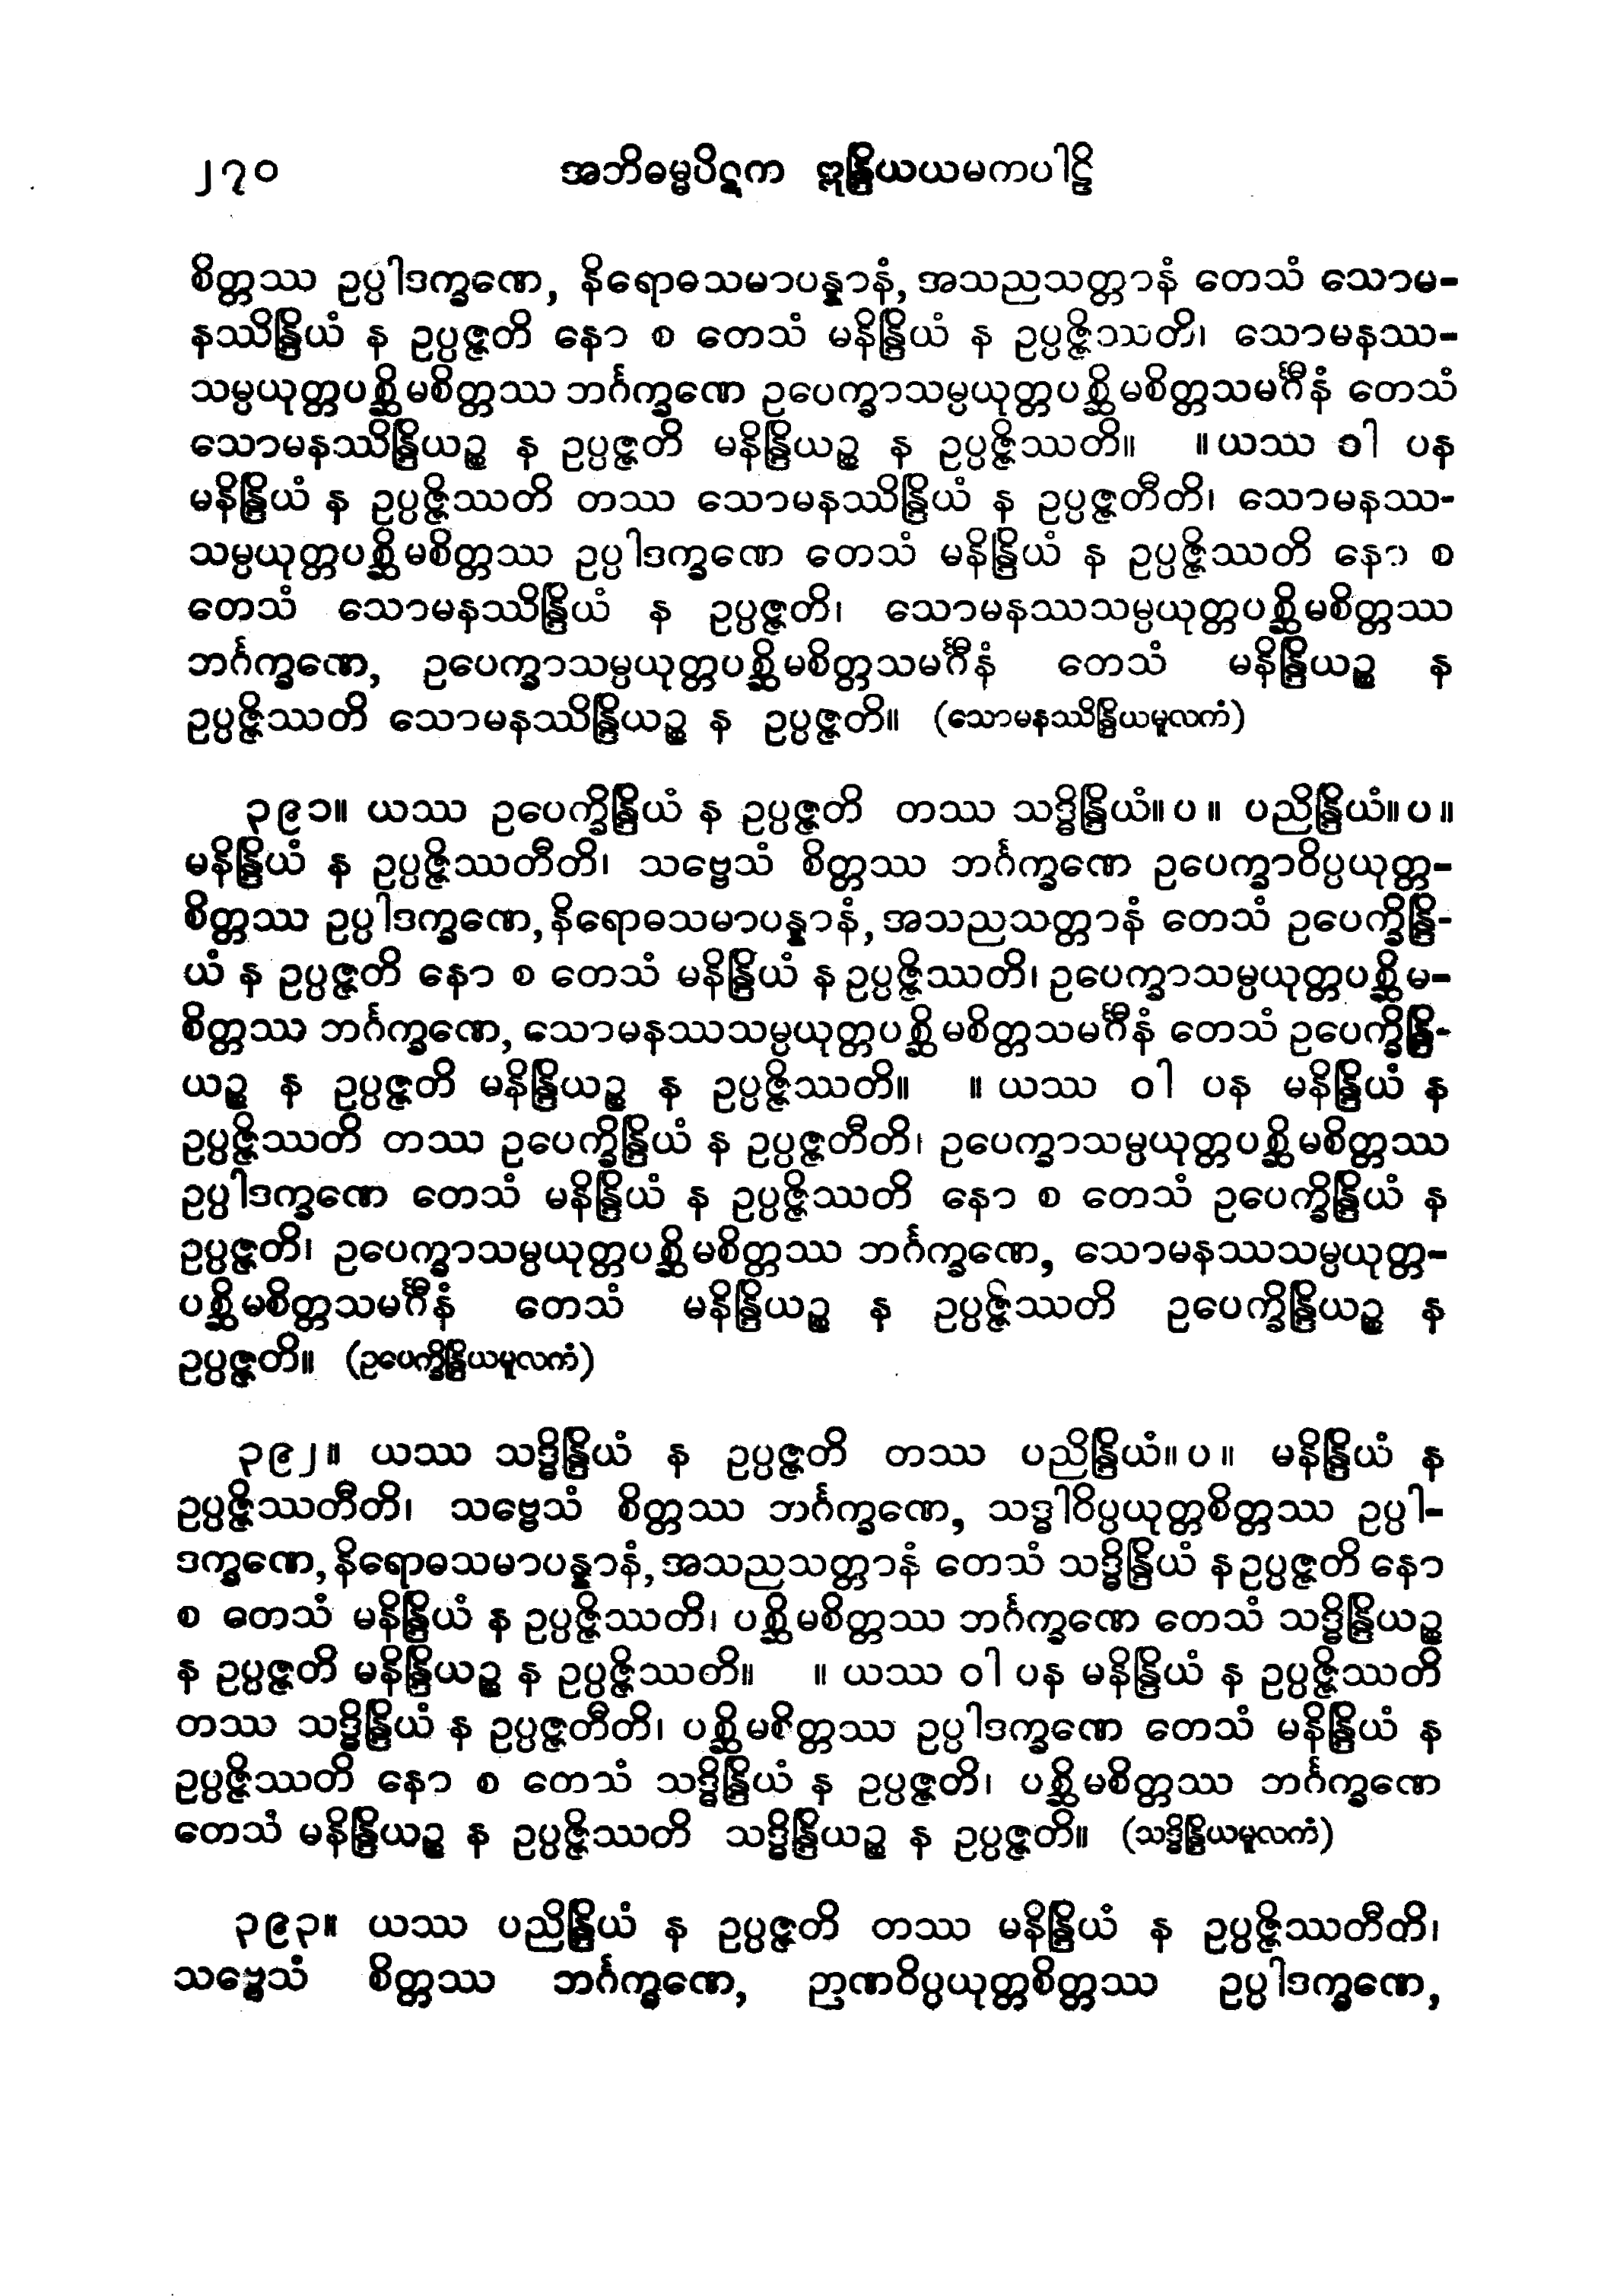 ၂၇၀ အဘိဓမ္မပိဋက ဣန္ဒြိယယမကပါဠိ
စိတ္တဿ ဥပ္ပါဒက္ခဏေ, နိရောဓသမာပန္နာနံ, အသညသတ္တာနံ တေသံ သောမ-
နဿိန္ဒြိယံ န ဥပ္ပဇ္ဇတိ နော စ တေသံ မနိန္ဒြိယံ န ဥပ္ပဇ္ဇိဿတိ၊ သောမနဿ-
သမ္ပယုတ္တပစ္ဆိမစိတ္တဿ ဘင်္ဂက္ခဏေ ဥပေက္ခာသမ္ပယုတ္တပစ္ဆိမစိတ္တသမင်္ဂီနံ တေသံ
သောမနဿိန္ဒြိယဉ္စ န ဥပ္ပဇ္ဇတိ မနိန္ဒြိယဉ္စ န ဥပ္ပဇ္ဇိဿတိ။ ။ ယဿ ဝါ ပန
မနိန္ဒြိယံ န ဥပ္ပဇ္ဇိဿတိ တဿ သောမနဿိန္ဒြိယံ န ဥပ္ပဇ္ဇတီတိ၊ သောမနဿ-
သမ္ပယုတ္တပစ္ဆိမစိတ္တဿ ဥပ္ပါဒက္ခဏေ တေသံ မနိန္ဒြိယံ န ဥပ္ပဇ္ဇိဿတိ နော စ
တေသံ သောမနဿိန္ဒြိယံ န ဥပ္ပဇ္ဇတိ၊ သောမနဿသမ္ပယုတ္တပစ္ဆိမစိတ္တဿ
ဘင်္ဂက္ခဏေ, ဥပေက္ခာသမ္ပယုတ္တပစ္ဆိမစိတ္တသမင်္ဂီနံ တေသံ မနိန္ဒြိယဉ္စ န
ဥပ္ပဇ္ဇိဿတိ သောမနဿိန္ဒြိယဉ္စ န ဥပ္ပဇ္ဇတိ။ (သောမနဿိန္ဒြိယမူလကံ)
၃၉၁။ ယဿ ဥပေက္ခိန္ဒြိယံ န ဥပ္ပဇ္ဇတိ တဿ သဒ္ဓိန္ဒြိယံ။ပ။ ပညိန္ဒြိယံ။ပ။
မနိန္ဒြိယံ န ဥပ္ပဇ္ဇိဿတီတိ၊ သဗ္ဗေသံ စိတ္တဿ ဘင်္ဂက္ခဏေ ဥပေက္ခာဝိပ္ပယုတ္တ-
စိတ္တဿ ဥပ္ပါဒက္ခဏေ, နိရောဓသမာပန္နာနံ, အသညသတ္တာနံ တေသံ ဥပေက္ခိန္ဒြိ-
ယံ န ဥပ္ပဇ္ဇတိ နော စ တေသံ မနိန္ဒြိယံ န ဥပ္ပဇ္ဇိဿတိ၊ ဥပေက္ခာသမ္ပယုတ္တပစ္ဆိမ-
စိတ္တဿ ဘင်္ဂက္ခဏေ, သောမနဿသမ္ပယုတ္တပစ္ဆိမစိတ္တသမင်္ဂီနံ တေသံ ဥပေက္ခိန္ဒြိ-
ယဉ္စ န ဥပ္ပဇ္ဇတိ မနိန္ဒြိယဉ္စ န ဥပ္ပဇ္ဇိဿတိ။ ။ ယဿ ဝါ ပန မနိန္ဒြိယံ န
ဥပ္ပဇ္ဇိဿတိ တဿ ဥပေက္ခိန္ဒြိယံ န ဥပ္ပဇ္ဇတီတိ၊ ဥပေက္ခာသမ္ပယုတ္တပစ္ဆိမစိတ္တဿ
ဥပ္ပါဒက္ခဏေ တေသံ မနိန္ဒြိယံ န ဥပ္ပဇ္ဇိဿတိ နော စ တေသံ ဥပေက္ခိန္ဒြိယံ န
ဥပ္ပဇ္ဇတိ၊ ဥပေက္ခာသမ္ပယုတ္တပစ္ဆိမစိတ္တဿ ဘင်္ဂက္ခဏေ, သောမနဿသမ္ပယုတ္တ-
ပစ္ဆိမစိတ္တသမင်္ဂီနံ တေသံ မနိန္ဒြိယဉ္စ န ဥပ္ပဇ္ဇိဿတိ ဥပေက္ခိန္ဒြိယဉ္စ န
ဥပ္ပဇ္ဇတိ။ (ဥပေက္ခိန္ဒြိယမူလကံ)
၃၉၂။ ယဿ သဒ္ဓိန္ဒြိယံ န ဥပ္ပဇ္ဇတိ တဿ ပညိန္ဒြိယံ။ပ။ မနိန္ဒြိယံ န
ဥပ္ပဇ္ဇိဿတီတိ၊ သဗ္ဗေသံ စိတ္တဿ ဘင်္ဂက္ခဏေ, သဒ္ဓါဝိပ္ပယုတ္တစိတ္တဿ ဥပ္ပါ-
ဒက္ခဏေ, နိရောဓသမာပန္နာနံ, အသညသတ္တာနံ တေသံ သဒ္ဓိန္ဒြိယံ န ဥပ္ပဇ္ဇတိ နော
စ တေသံ မနိန္ဒြိယံ န ဥပ္ပဇ္ဇိဿတိ၊ ပစ္ဆိမစိတ္တဿ ဘင်္ဂက္ခဏေ တေသံ သဒ္ဓိန္ဒြိယဉ္စ
န ဥပ္ပဇ္ဇတိ မနိန္ဒြိယဉ္စ န ဥပ္ပဇ္ဇိဿတိ။ ။ ယဿ ဝါ ပန မနိန္ဒြိယံ န ဥပ္ပဇ္ဇိဿတိ
တဿ သဒ္ဓိန္ဒြိယံ န ဥပ္ပဇ္ဇတီတိ၊ ပစ္ဆိမစိတ္တဿ ဥပ္ပါဒက္ခဏေ တေသံ မနိန္ဒြိယံ န
ဥပ္ပဇ္ဇိဿတိ နော စ တေသံ သဒ္ဓိန္ဒြိယံ န ဥပ္ပဇ္ဇတိ၊ ပစ္ဆိမစိတ္တဿ ဘင်္ဂက္ခဏေ
တေသံ မနိန္ဒြိယဉ္စ န ဥပ္ပဇ္ဇိဿတိ သဒ္ဓိန္ဒြိယဉ္စ န ဥပ္ပဇ္ဇတိ။ (သဒ္ဓိန္ဒြိယမူလကံ)
၃၉၃။ ယဿ ပညိန္ဒြိယံ န ဥပ္ပဇ္ဇတိ တဿ မနိန္ဒြိယံ န ဥပ္ပဇ္ဇိဿတီတိ၊
သဗ္ဗေသံ စိတ္တဿ ဘင်္ဂက္ခဏေ, ဉာဏဝိပ္ပယုတ္တစိတ္တဿ ဥပ္ပါဒက္ခဏေ,